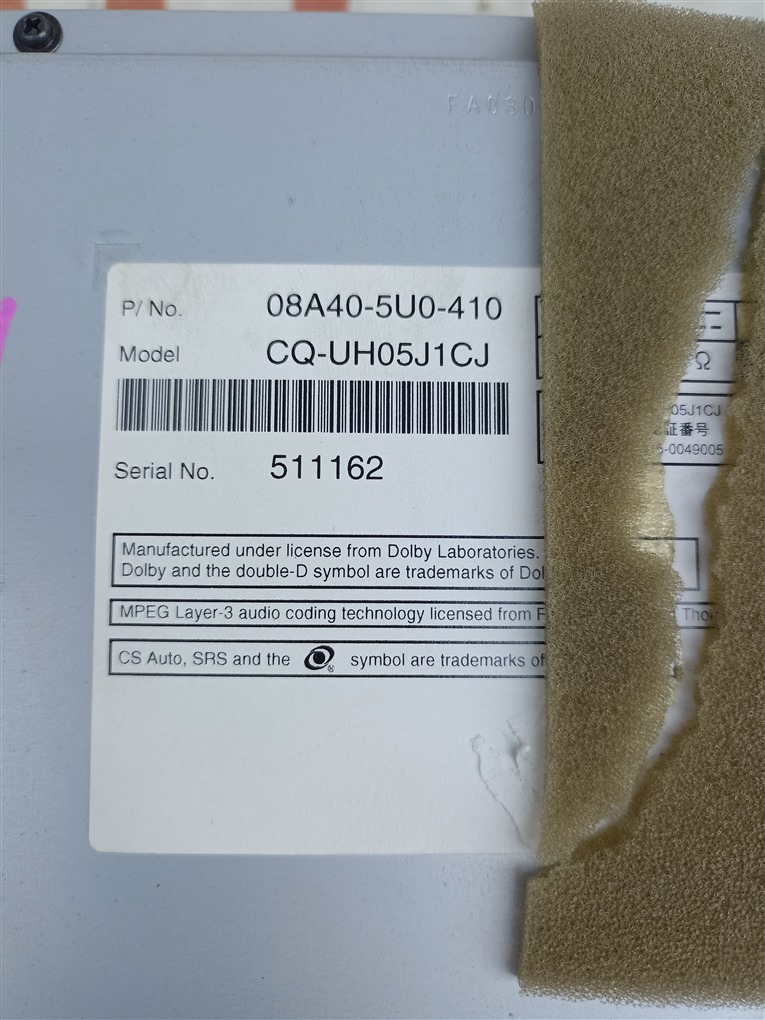 FA030
P/ No. 08A40-5U0-410
Model CQ-UH05J1CJ
Serial No. 511162
Ω
05J1CJ
証番号
-0049005
Manufactured under license from Dolby Laboratories.
Dolby and the double-D symbol are trademarks of
MPEG Layer-3 audio coding technology licensed from
CS Auto, SRS and the ® symbol are trademarks of